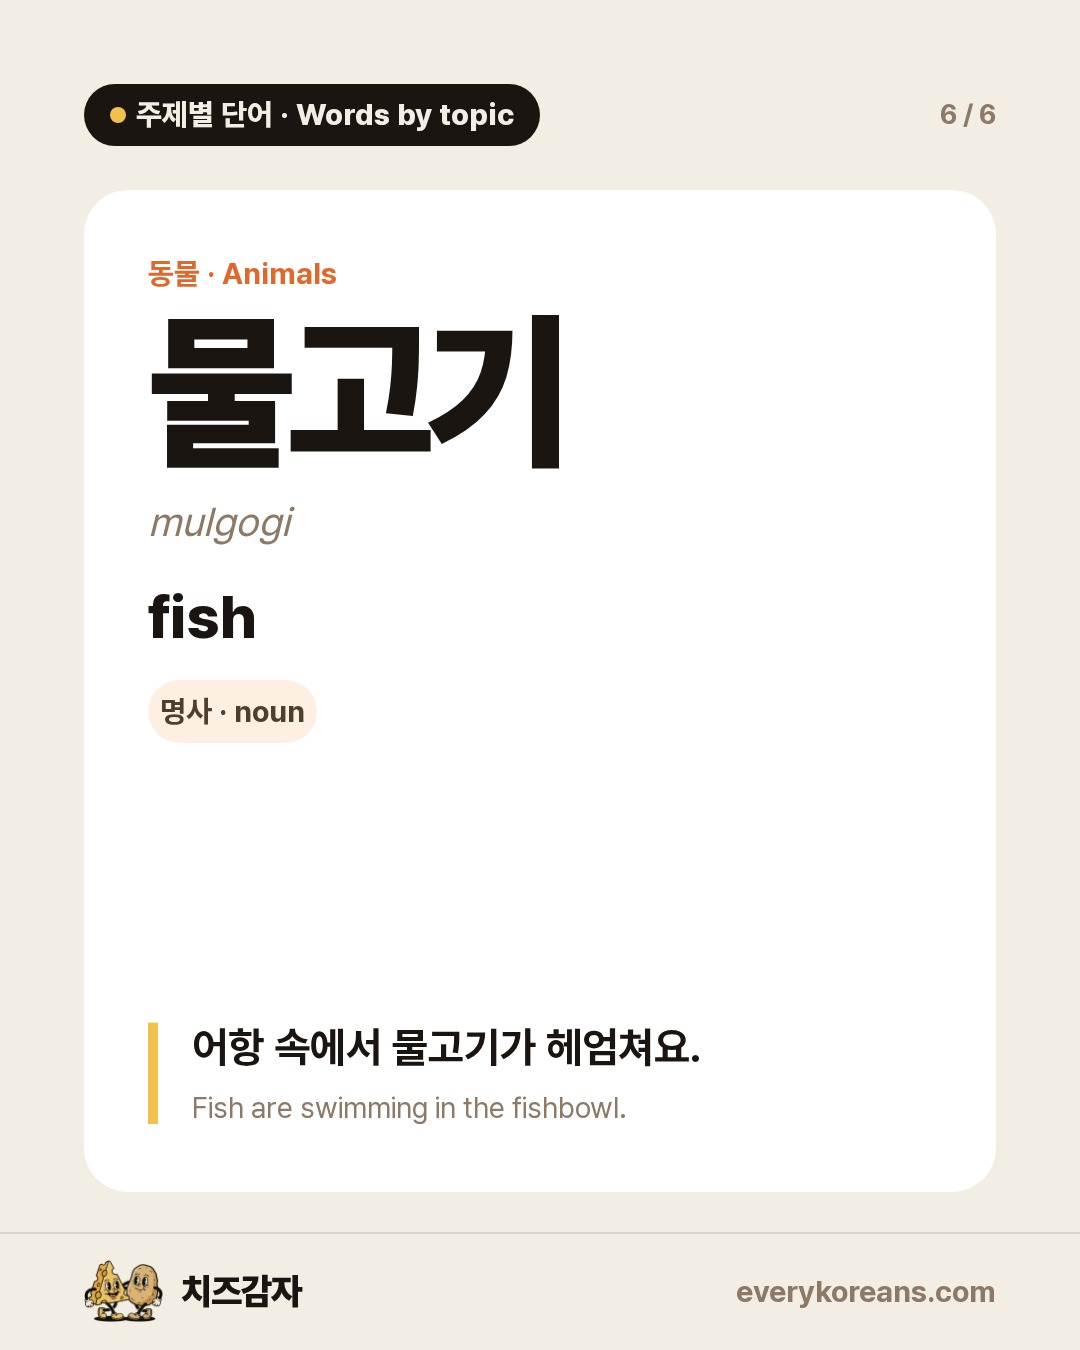 주제별 단어 · Words by topic
6 / 6
동물 · Animals
물고기
mulgogi
fish
명사 · noun
어항 속에서 물고기가 헤엄쳐요.
Fish are swimming in the fishbowl.
치즈감자
everykoreans.com